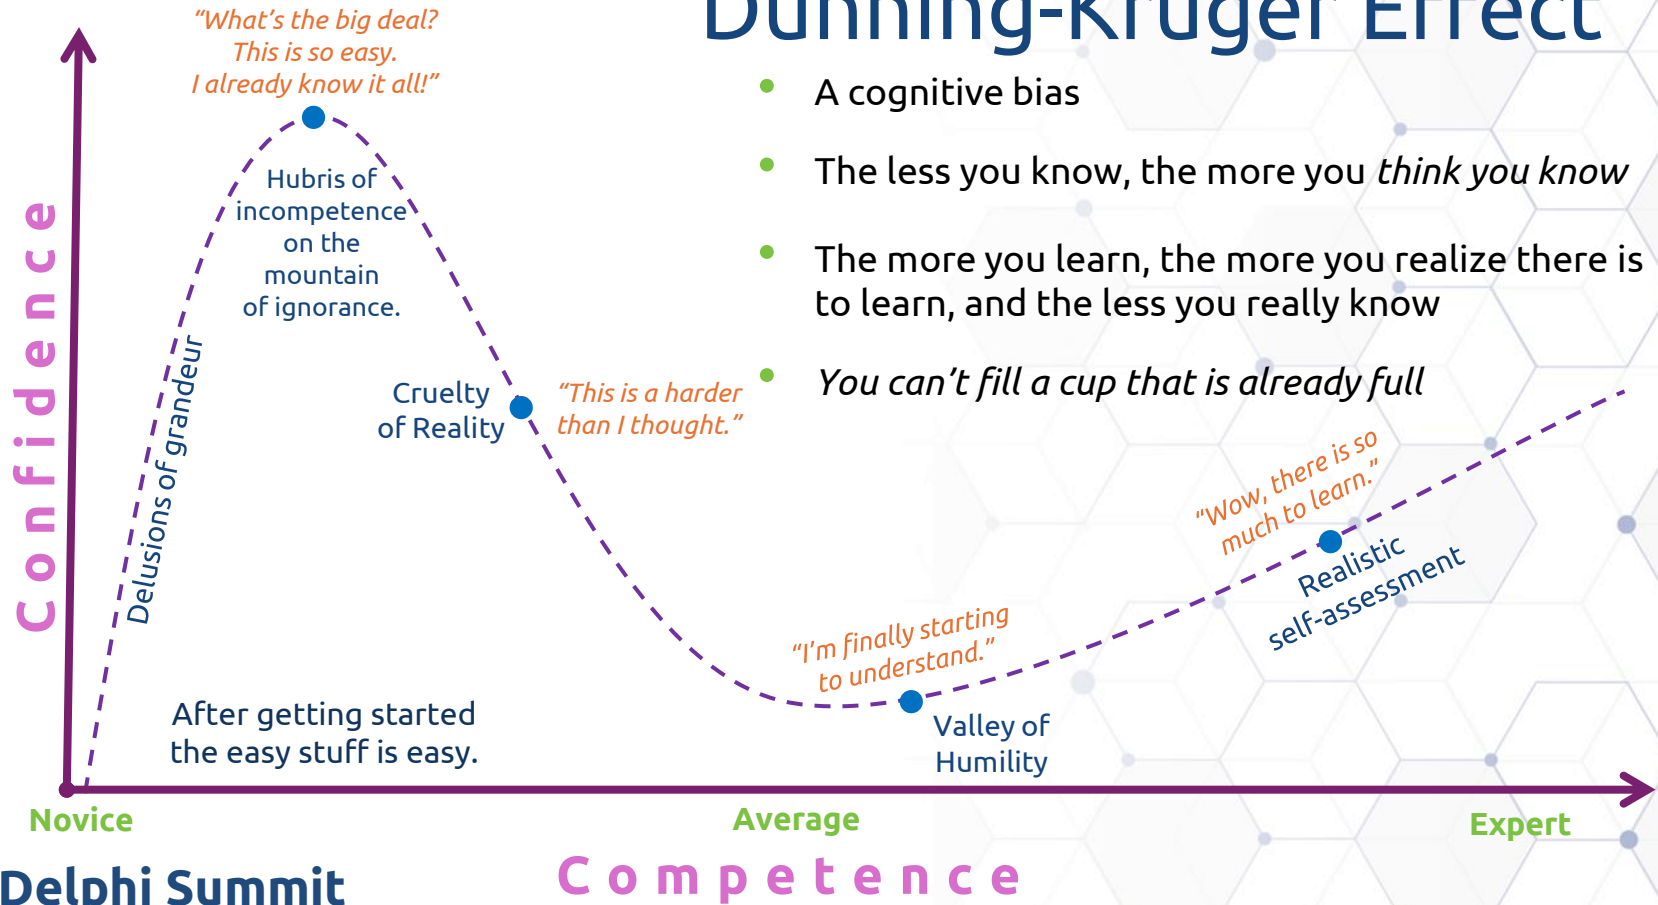 Dunning-Kruger Effect
“What’s the big deal?
This is so easy.
I already know it all!”
A cognitive bias
The less you know, the more you think you know
The more you learn, the more you realize there is
to learn, and the less you really know
You can’t fill a cup that is already full
Hubris of
incompetence
on the
mountain
of ignorance.
Confidence
Delusions of grandeur
Cruelty
of Reality
“This is a harder
than I thought.”
“Wow, there is so
much to learn.”
Realistic
self-assessment
“I’m finally starting
to understand.”
Valley of
Humility
After getting started
the easy stuff is easy.
Novice
Average
Expert
Competence
Delphi Summit